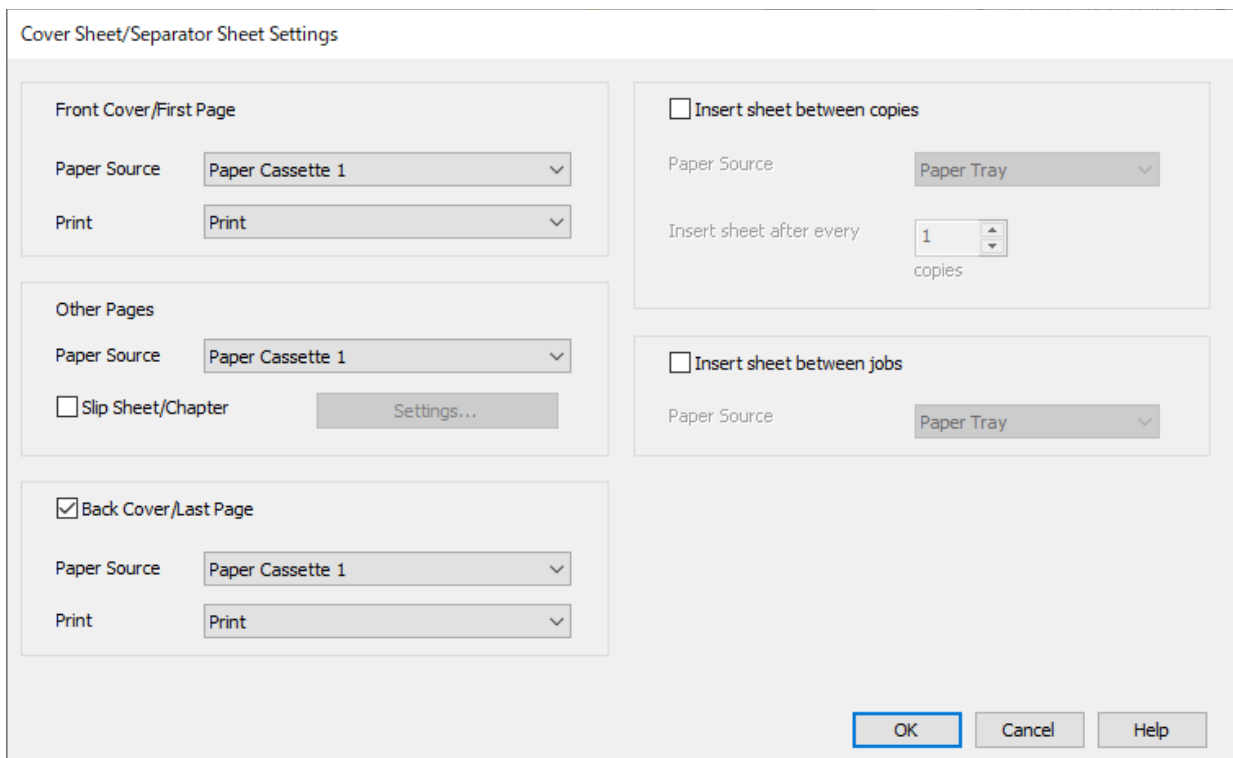 Cover Sheet/Separator Sheet Settings
Front Cover/First Page
Paper Source Paper Cassette 1
Print Print
Other Pages
Paper Source Paper Cassette 1
Slip Sheet/Chapter Settings...
Back Cover/Last Page
Paper Source Paper Cassette 1
Print Print
Insert sheet between copies
Paper Source Paper Tray
Insert sheet after every 1
copies
Insert sheet between jobs
Paper Source Paper Tray
OK Cancel Help